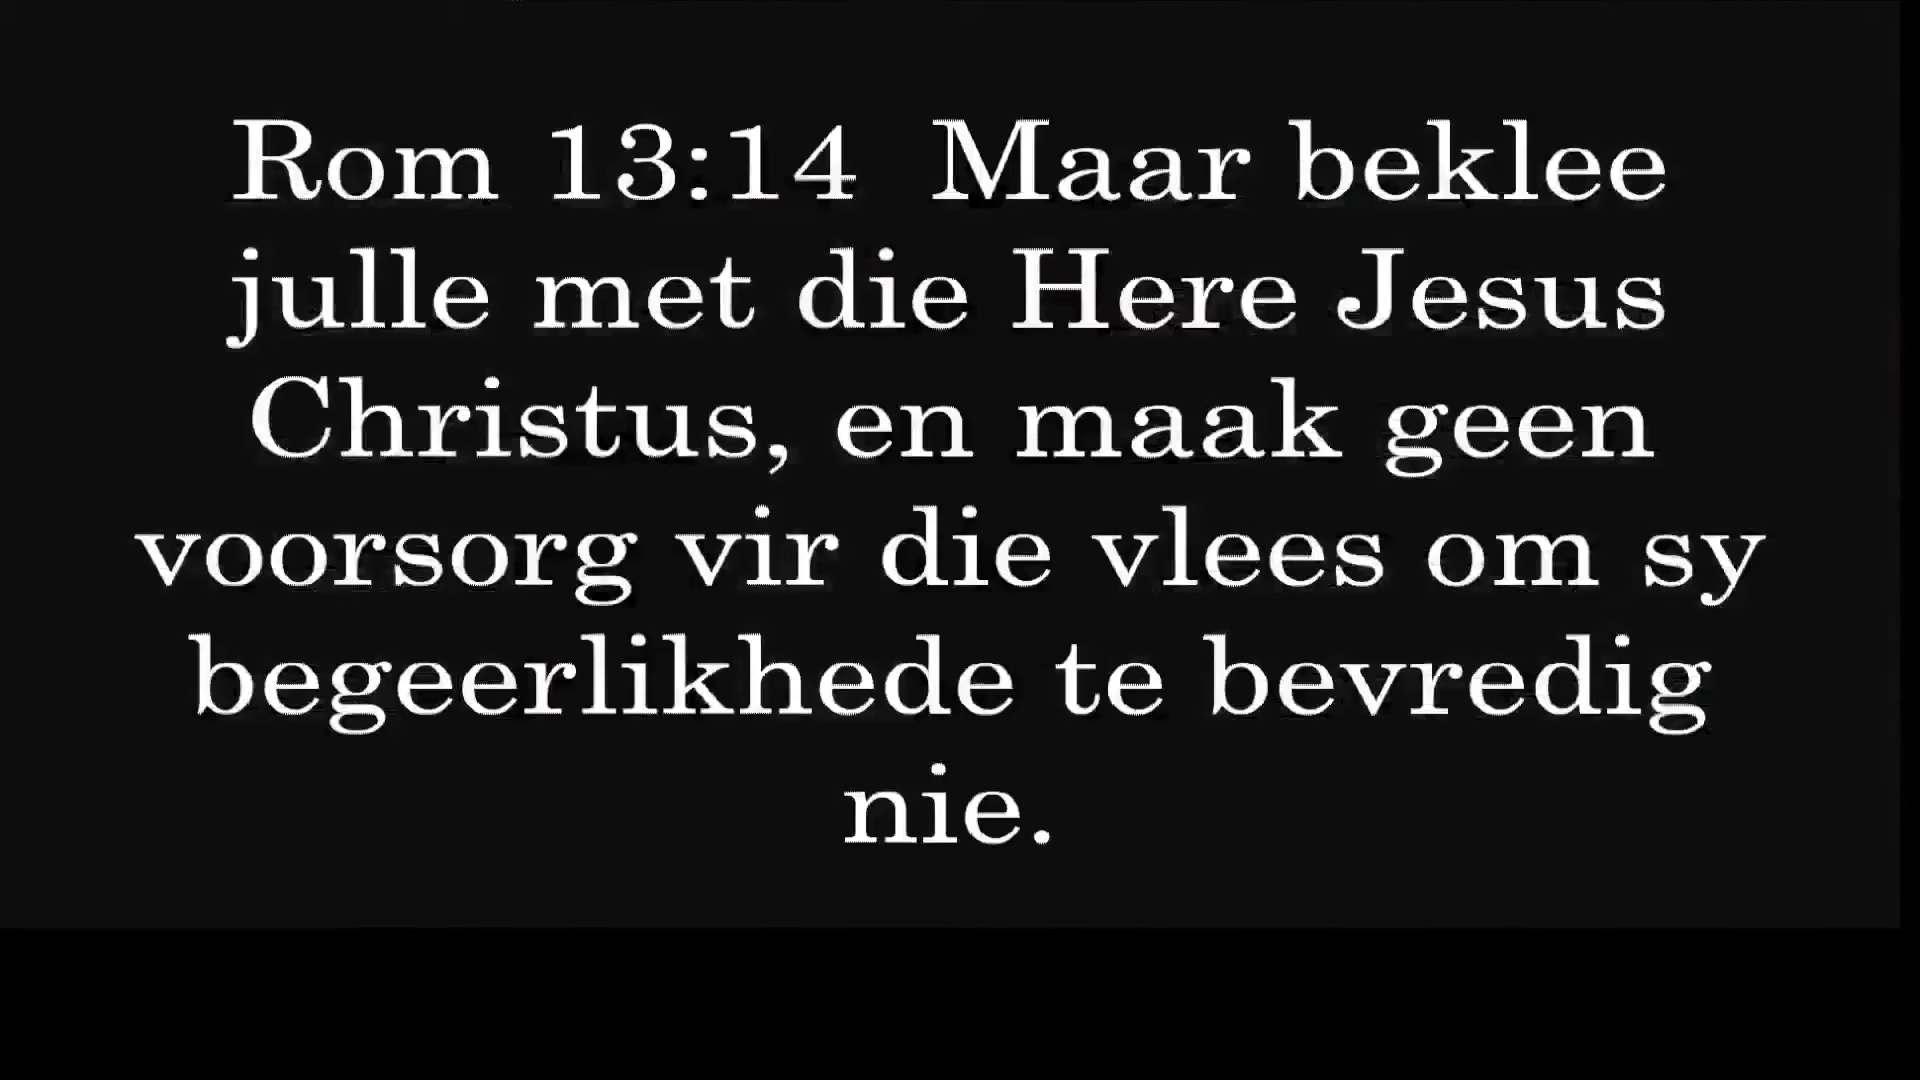 Rom 13:14  Maar beklee
julle met die Here Jesus
Christus, en maak geen
voorsorg vir die vlees om sy
begeerlikhede te bevredig
nie.